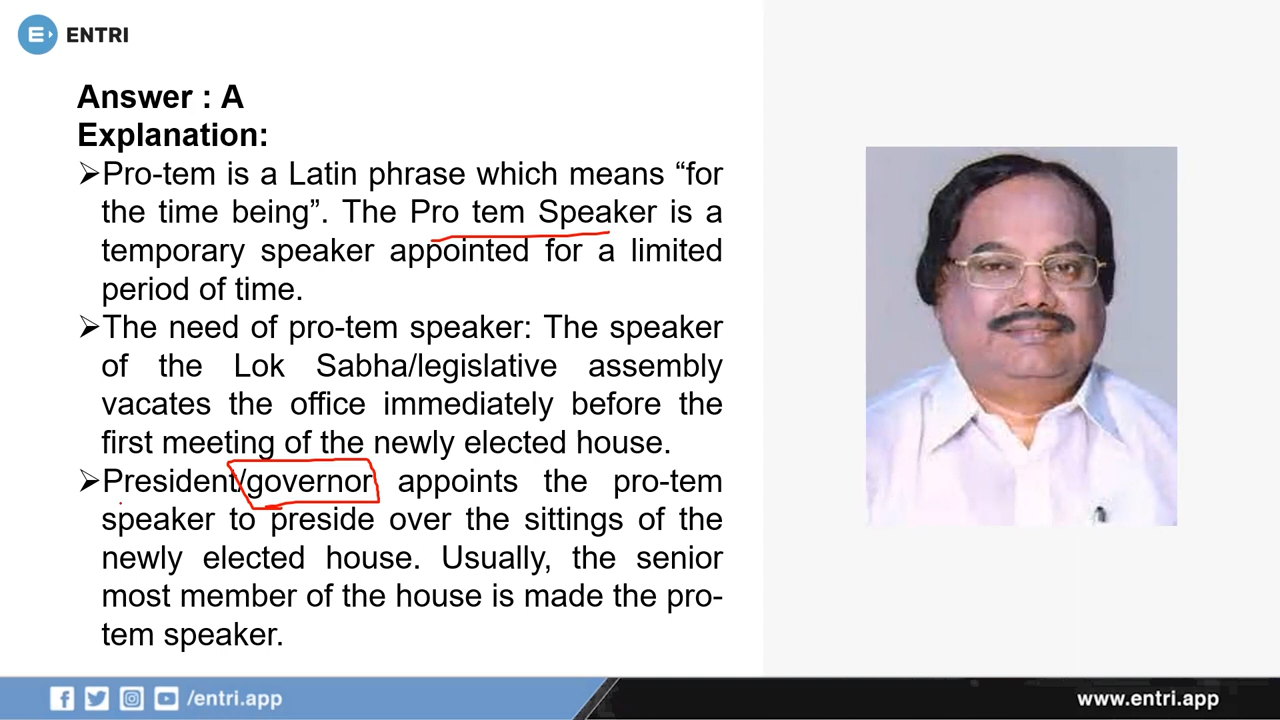 ENTRI
Answer : A
Explanation:
➢Pro-tem is a Latin phrase which means “for
the time being”. The Pro tem Speaker is a
temporary speaker appointed for a limited
period of time.
➢The need of pro-tem speaker: The speaker
of the Lok Sabha/legislative assembly
vacates the office immediately before the
first meeting of the newly elected house.
➢President/governor appoints the pro-tem
speaker to preside over the sittings of the
newly elected house. Usually, the senior
most member of the house is made the pro-
tem speaker.
/entri.app
www.entri.app